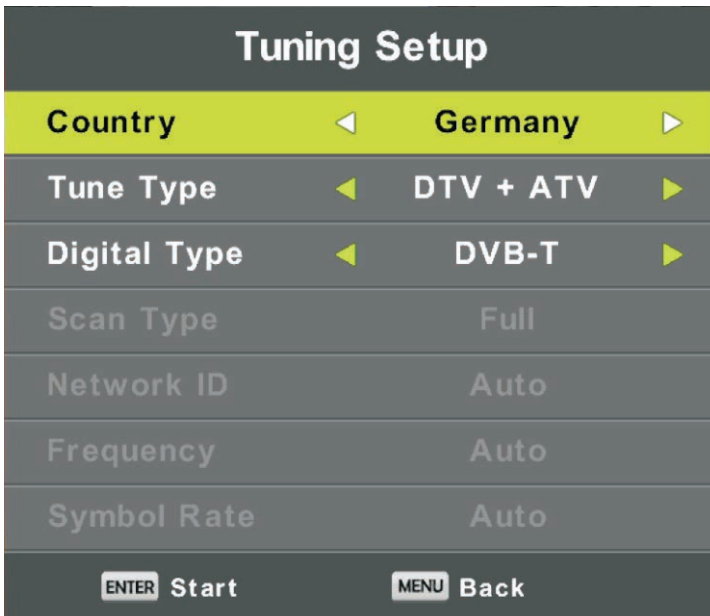 Tuning Setup
Country Germany
Tune Type DTV + ATV
Digital Type DVB-T
Scan Type Full
Network ID Auto
Frequency Auto
Symbol Rate Auto
ENTER Start MENU Back